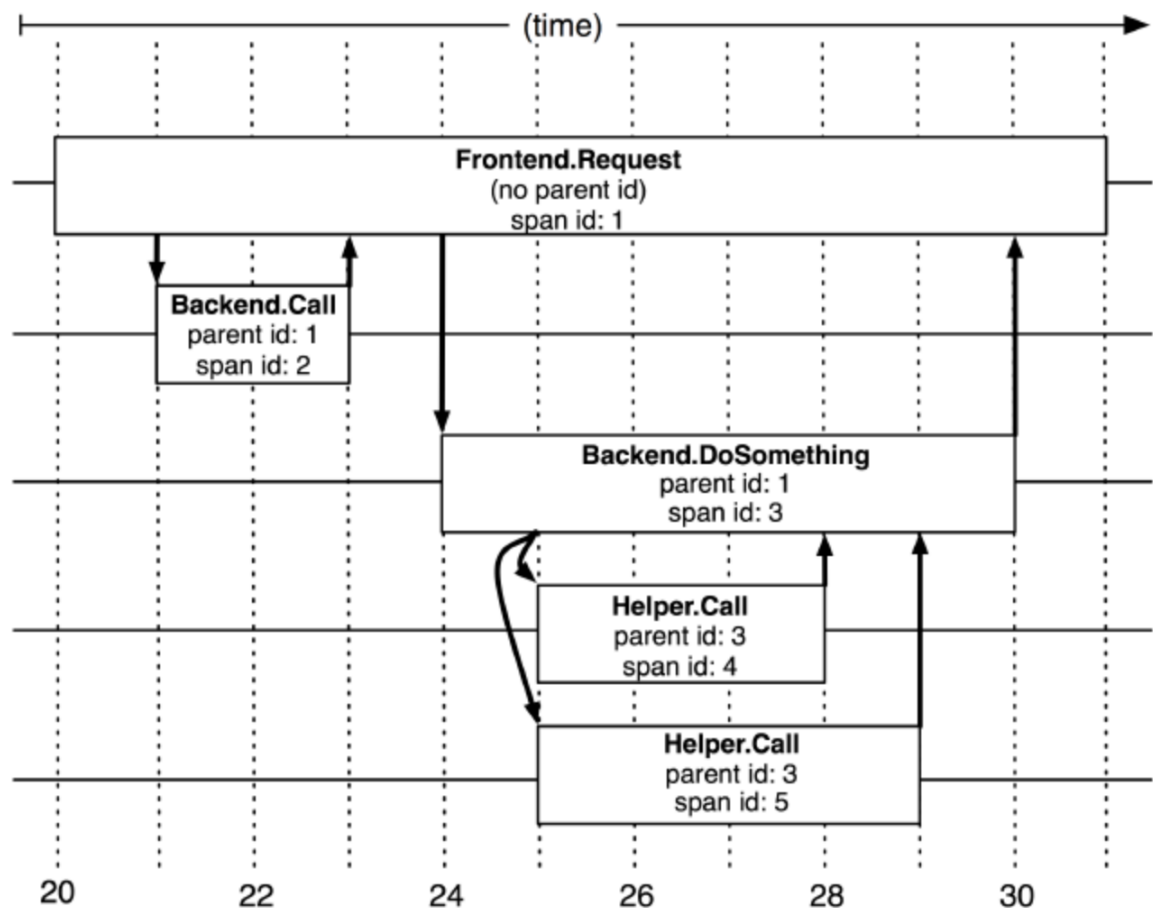 (time)
Frontend.Request
(no parent id)
span id: 1
Backend.Call
parent id: 1
span id: 2
Backend.DoSomething
parent id: 1
span id: 3
Helper.Call
parent id: 3
span id: 4
Helper.Call
parent id: 3
span id: 5
20 22 24 26 28 30